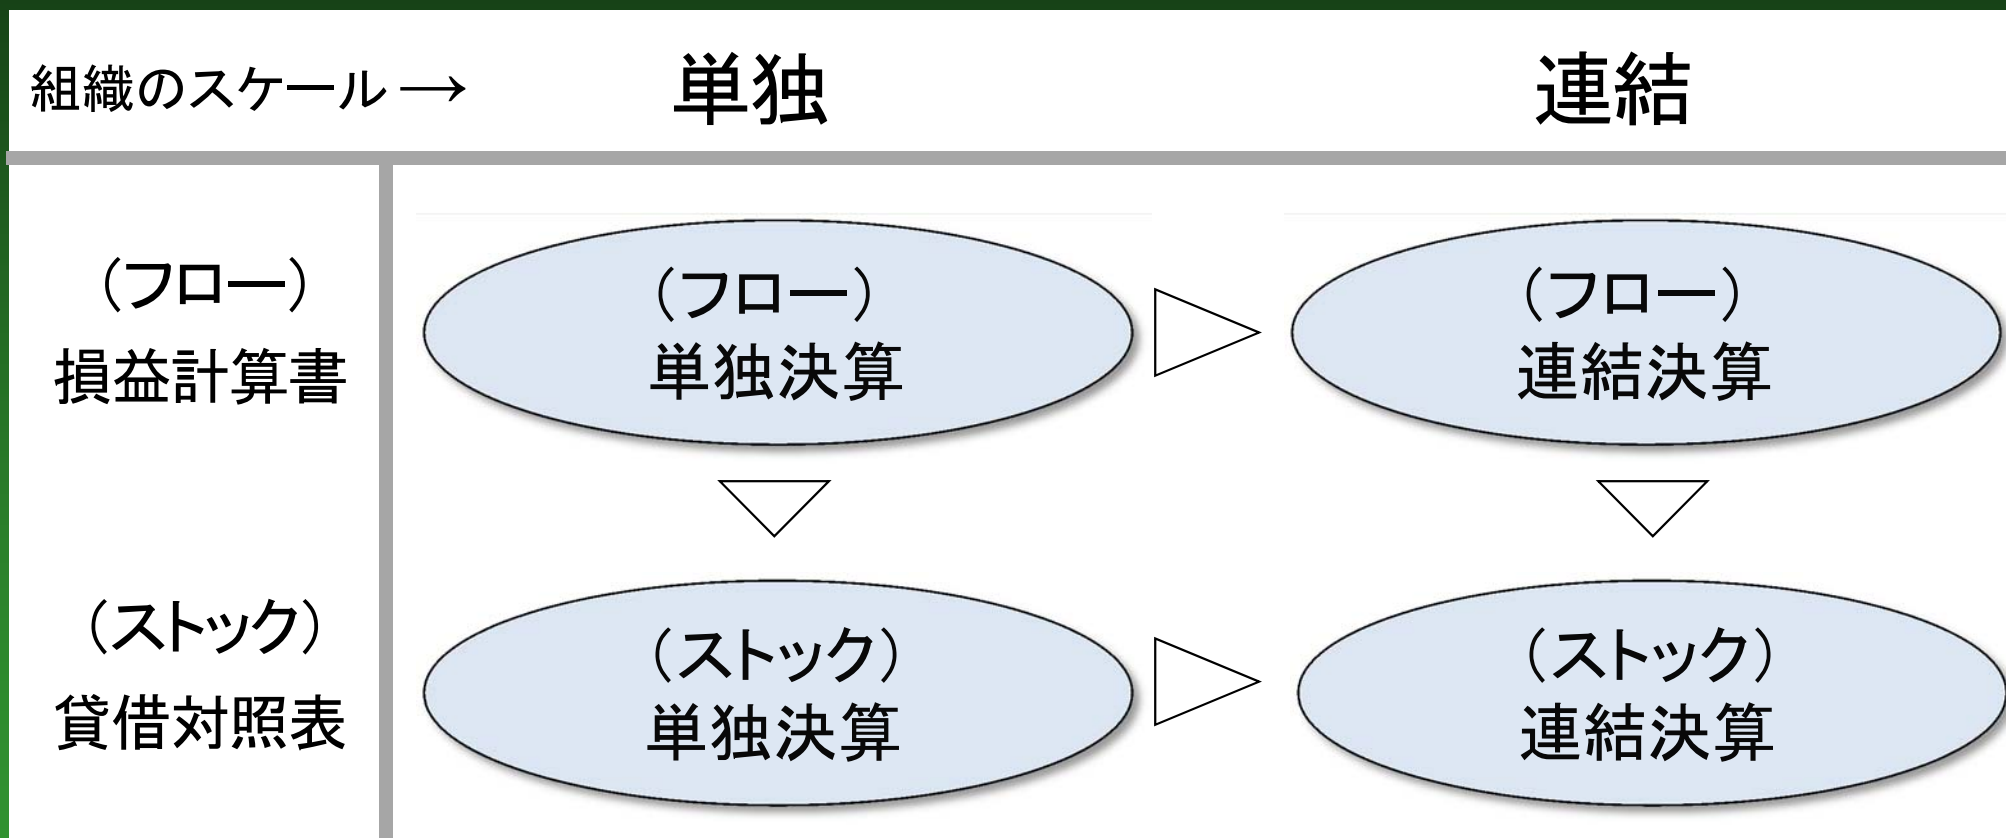 組織のスケール → 単独 連結
（フロー）
損益計算書
（フロー）
単独決算
（フロー）
連結決算
（ストック）
貸借対照表
（ストック）
単独決算
（ストック）
連結決算